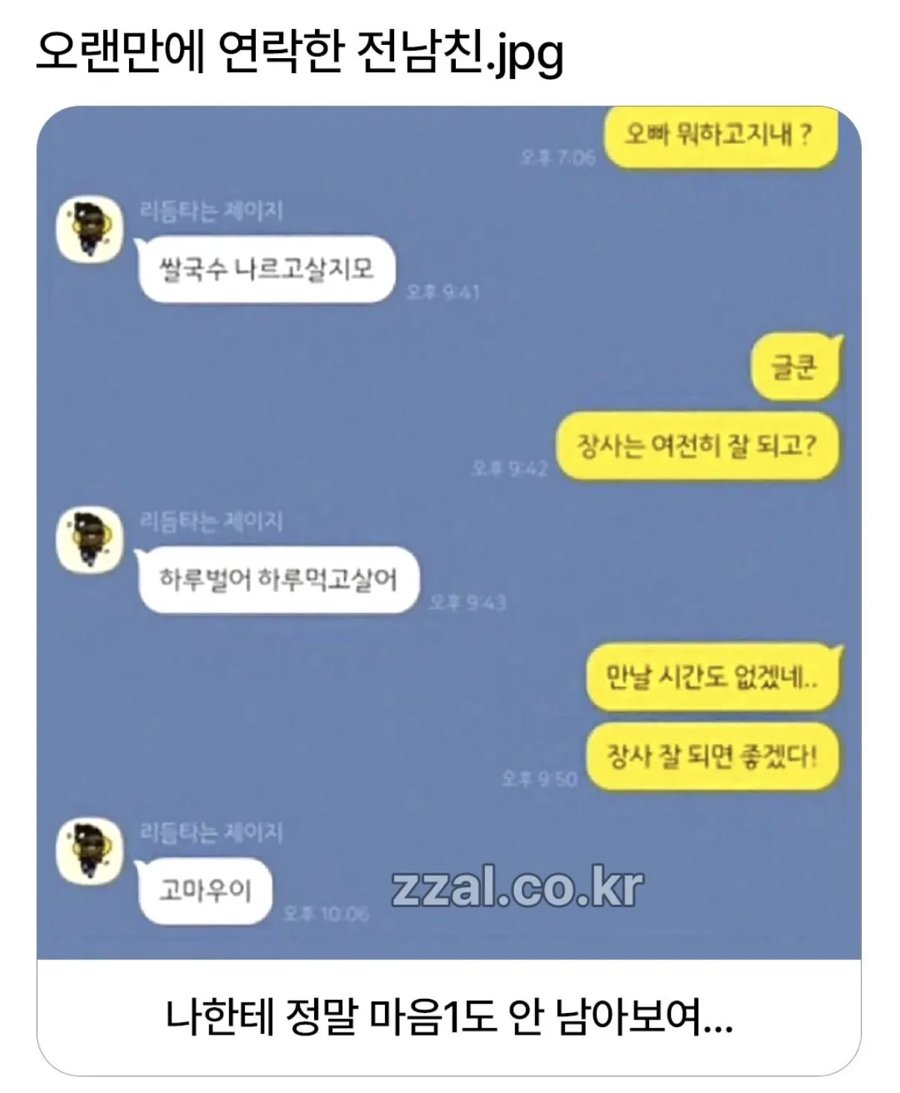 오랜만에 연락한 전남친.jpg
오빠 뭐하고지내 ?
오후 7:06
리듬타는 제이지
쌀국수 나르고살지모
오후 9:41
글쿤
장사는 여전히 잘 되고?
오후 9:42
리듬타는 제이지
하루벌어 하루먹고살어
오후 9:43
만날 시간도 없겠네..
장사 잘 되면 좋겠다!
오후 9:50
리듬타는 제이지
고마우이
오후 10:06
zzal.co.kr
나한테 정말 마음1도 안 남아보여...